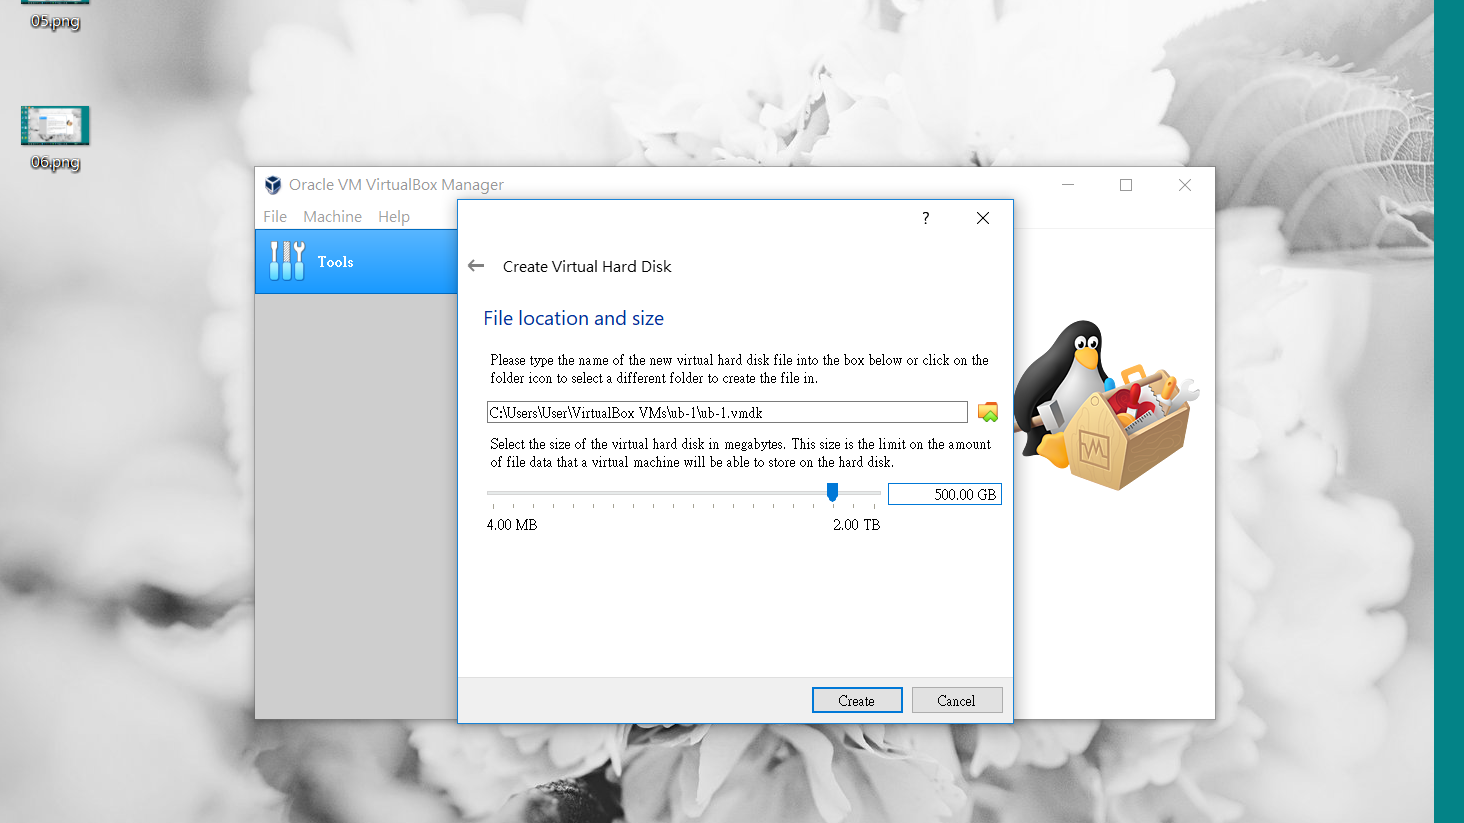 05.png
06.png
Oracle VM VirtualBox Manager
File Machine Help
Tools
?
Create Virtual Hard Disk
File location and size
Please type the name of the new virtual hard disk file into the box below or click on the
folder icon to select a different folder to create the file in.
C:\Users\User\VirtualBox VMs\ub-1\ub-1.vmdk
Select the size of the virtual hard disk in megabytes. This size is the limit on the amount
of file data that a virtual machine will be able to store on the hard disk.
500.00 GB
4.00 MB 2.00 TB
Create Cancel